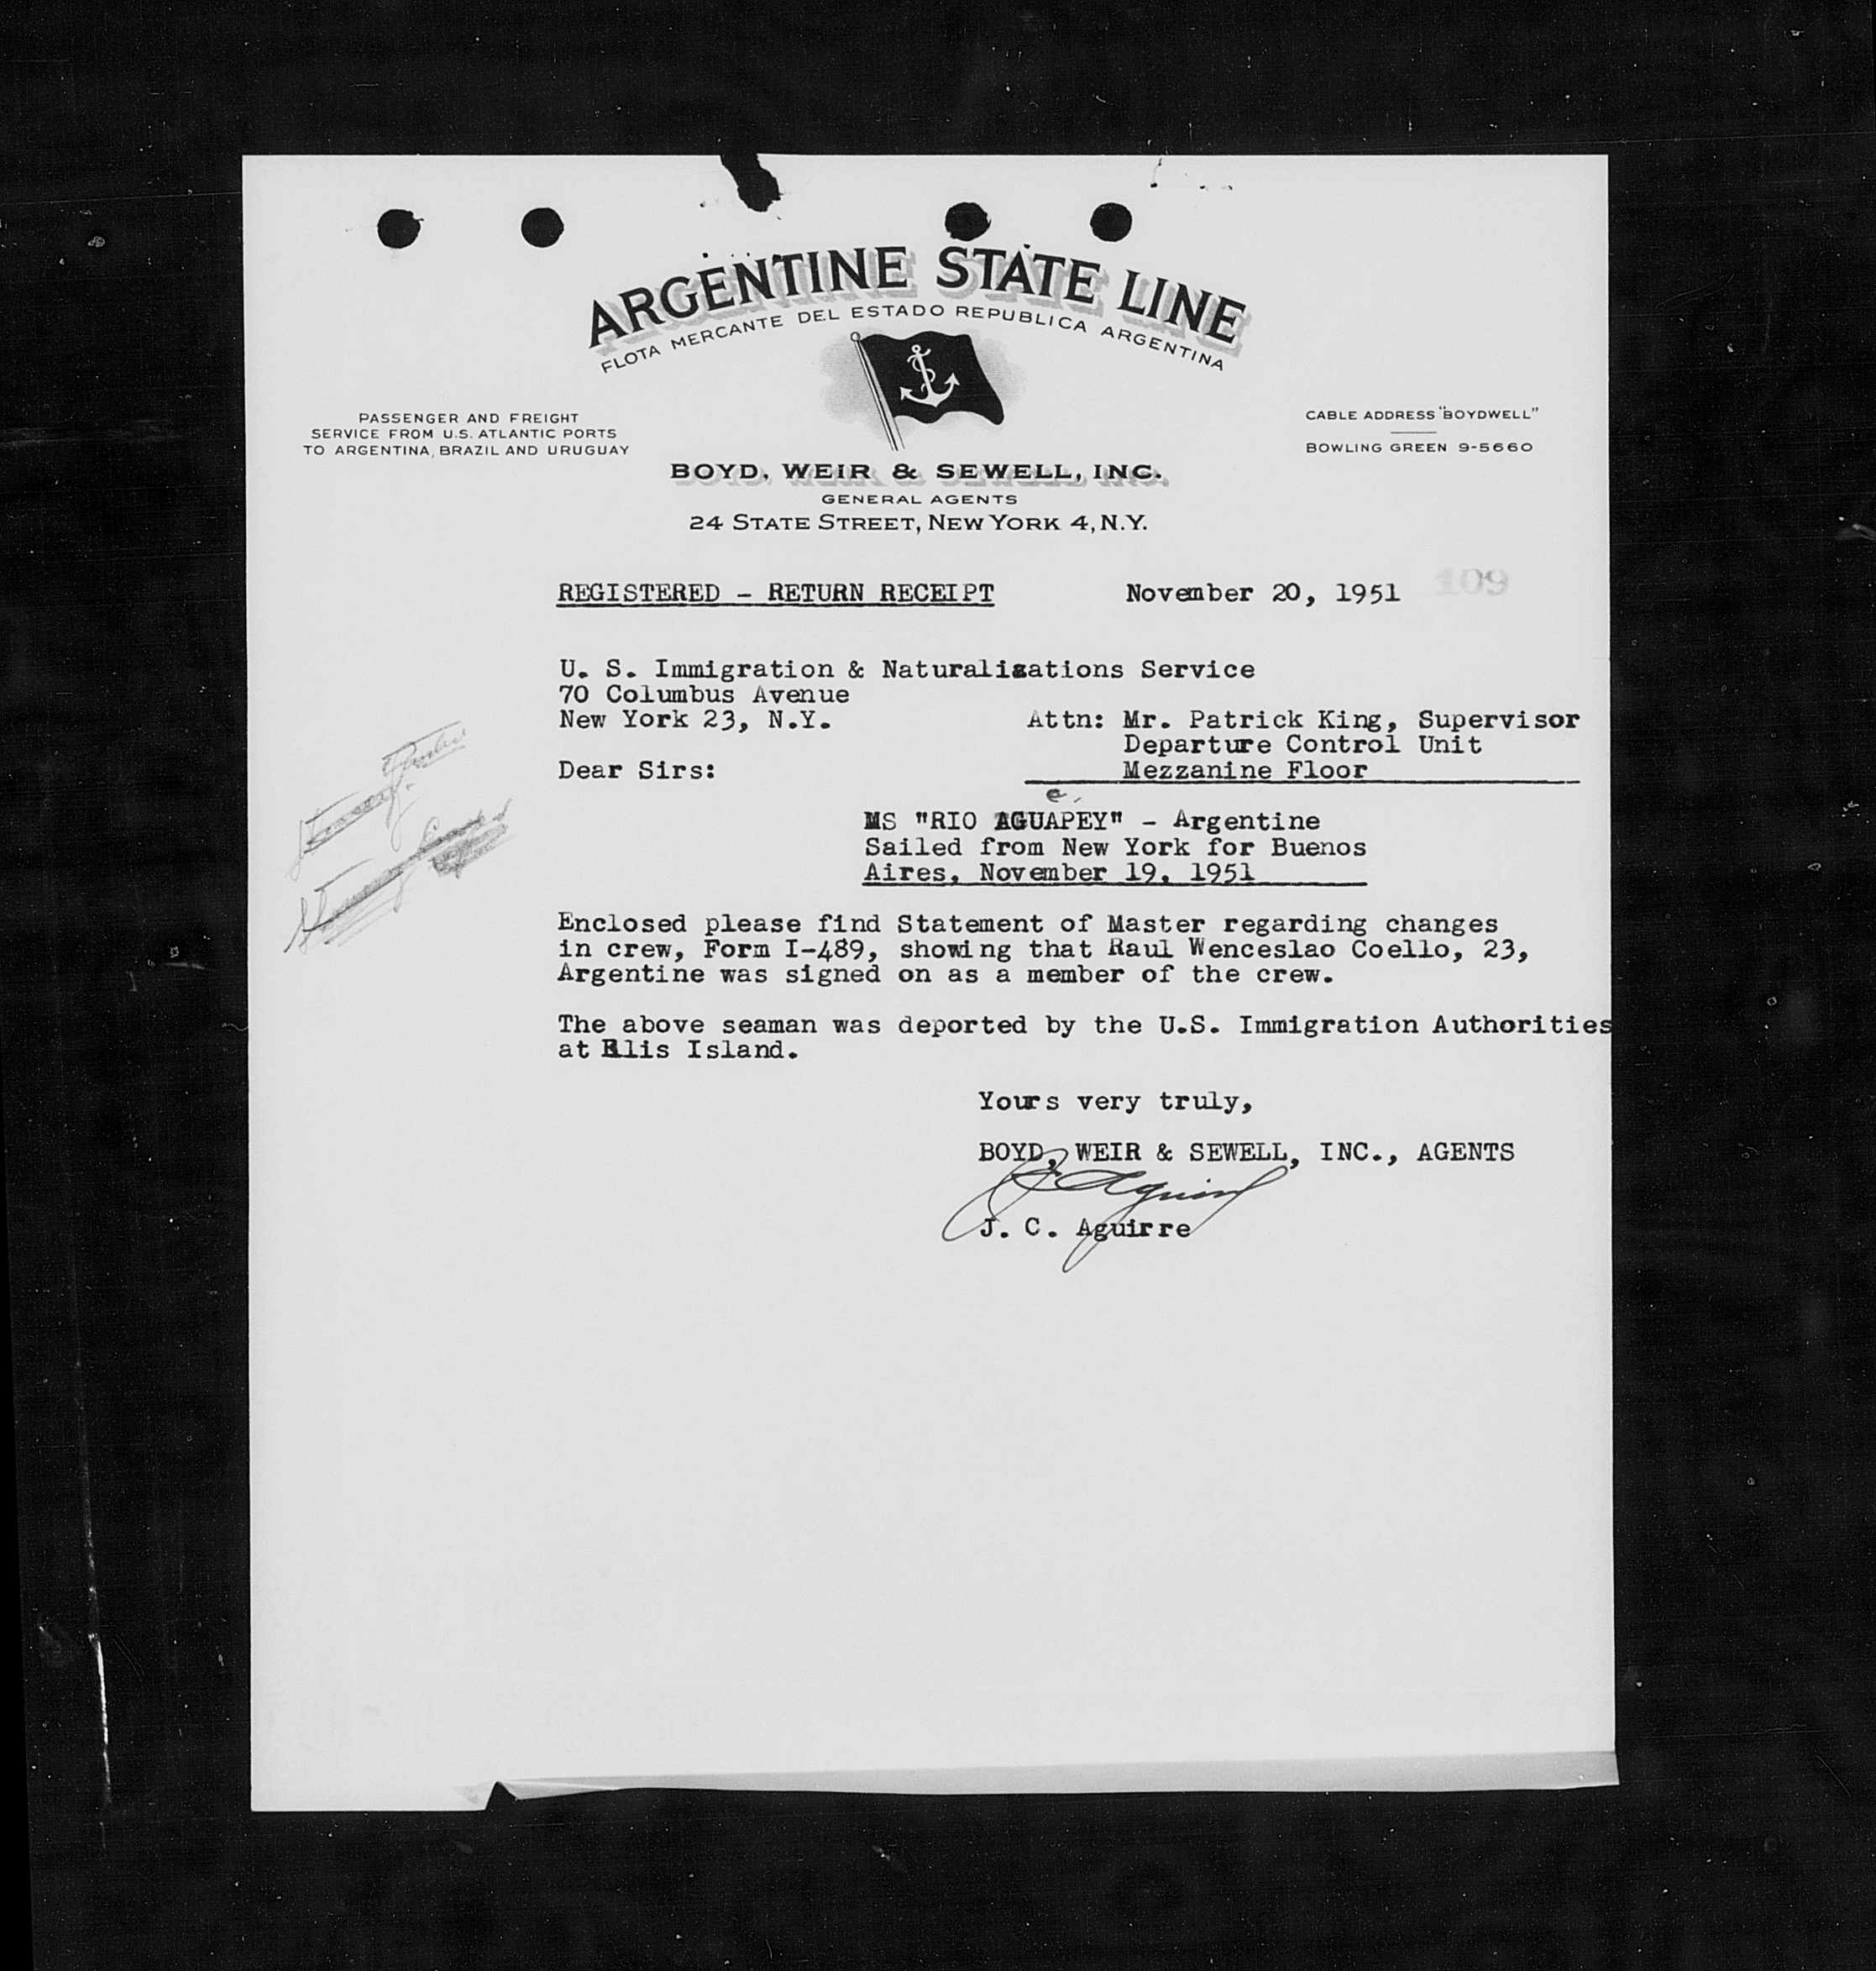 ARGENTINE STATE LINE
FLOTA MERCANTE DEL ESTADO REPUBLICA ARGENTINA
PASSENGER AND FREIGHT
SERVICE FROM U.S. ATLANTIC PORTS
TO ARGENTINA, BRAZIL AND URUGUAY
CABLE ADDRESS "BOYDWELL"
BOWLING GREEN 9-5660
BOYD, WEIR & SEWELL, INC.
GENERAL AGENTS
24 STATE STREET, NEW YORK 4, N.Y.
REGISTERED - RETURN RECEIPT November 20, 1951 109
U. S. Immigration & Naturalizations Service
70 Columbus Avenue
New York 23, N.Y. Attn: Mr. Patrick King, Supervisor
Departure Control Unit
Dear Sirs: Mezzanine Floor
MS "RIO AGUAPEY" - Argentine
Sailed from New York for Buenos
Aires, November 19, 1951
Enclosed please find Statement of Master regarding changes
in crew, Form I-489, showing that Raul Wenceslao Coello, 23,
Argentine was signed on as a member of the crew.
The above seaman was deported by the U.S. Immigration Authorities
at Ellis Island.
Yours very truly,
BOYD, WEIR & SEWELL, INC., AGENTS
J. C. Aguirre